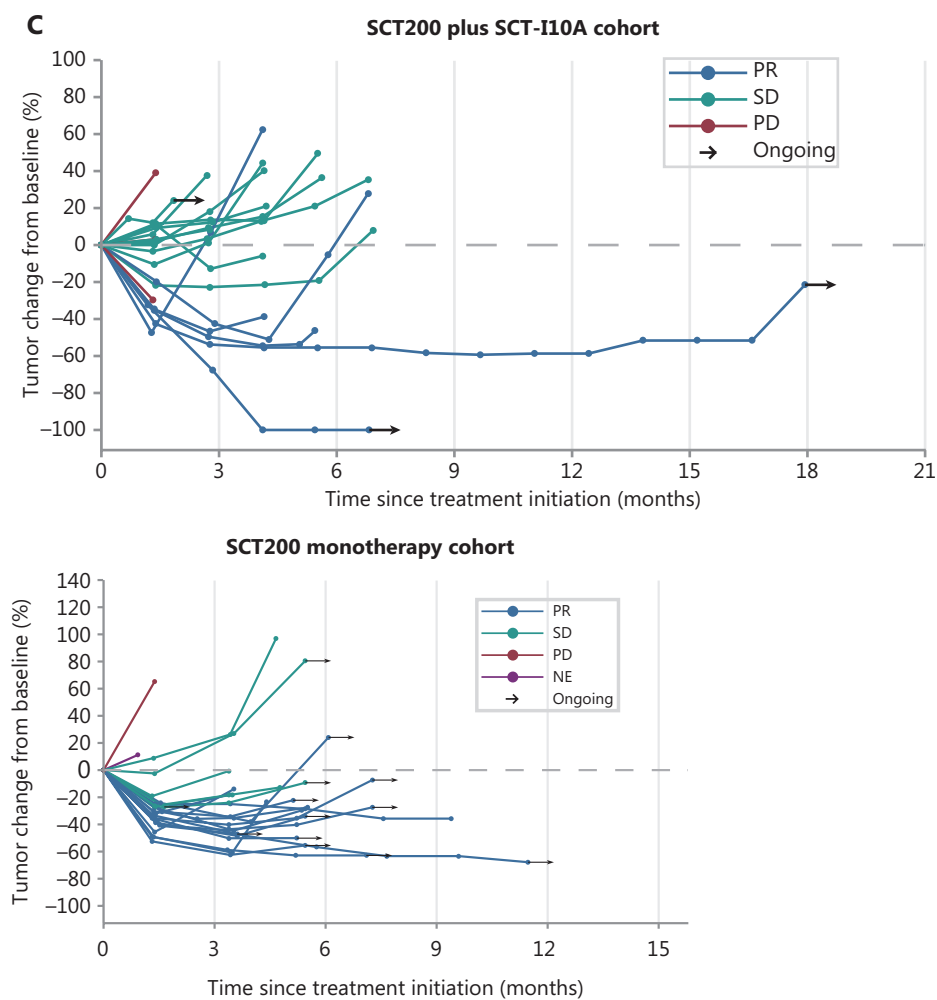 C
SCT200 plus SCT-I10A cohort
Tumor change from baseline (%)
100
80
60
40
20
0
–20
–40
–60
–80
–100
PR
SD
PD
Ongoing
0 3 6 9 12 15 18 21
Time since treatment initiation (months)
SCT200 monotherapy cohort
Tumor change from baseline (%)
140
120
100
80
60
40
20
0
–20
–40
–60
–80
–100
PR
SD
PD
NE
Ongoing
0 3 6 9 12 15
Time since treatment initiation (months)